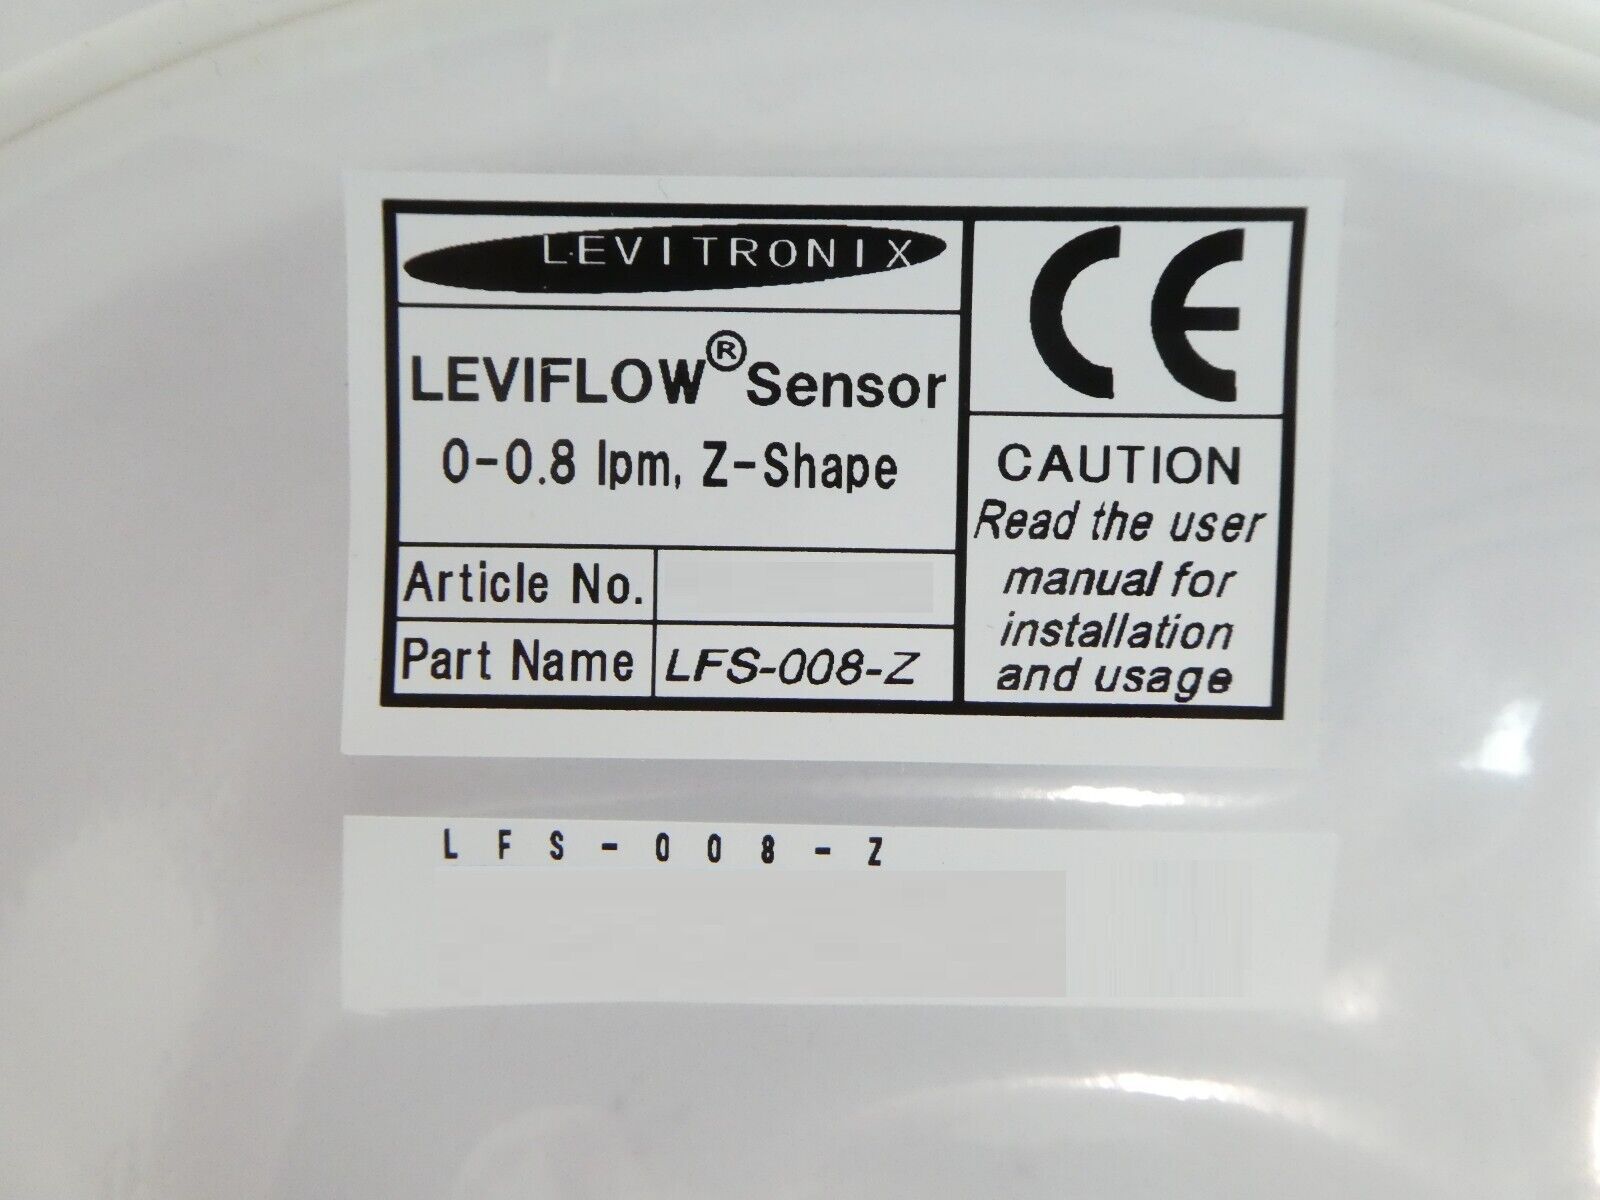 LEVITRONIX
LEVIFLOW® Sensor
0-0.8 lpm, Z-Shape
Article No.
Part Name LFS-008-Z
CE
CAUTION
Read the user
manual for
installation
and usage
LFS-008-Z